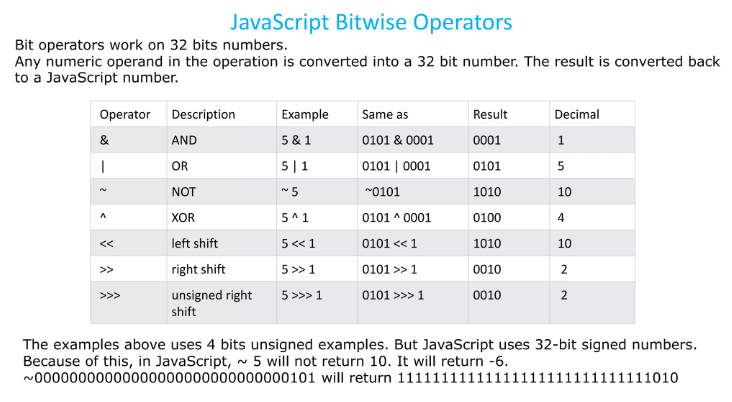 JavaScript Bitwise Operators
Bit operators work on 32 bits numbers.
Any numeric operand in the operation is converted into a 32 bit number. The result is converted back
to a JavaScript number.
Operator Description Example Same as Result Decimal
& AND 5 & 1 0101 & 0001 0001 1
| OR 5 | 1 0101 | 0001 0101 5
~ NOT ~ 5 ~0101 1010 10
^ XOR 5 ^ 1 0101 ^ 0001 0100 4
<< left shift 5 << 1 0101 << 1 1010 10
>> right shift 5 >> 1 0101 >> 1 0010 2
>>> unsigned right 5 >>> 1 0101 >>> 1 0010 2
shift
The examples above uses 4 bits unsigned examples. But JavaScript uses 32-bit signed numbers.
Because of this, in JavaScript, ~ 5 will not return 10. It will return -6.
~00000000000000000000000000000101 will return 11111111111111111111111111111010